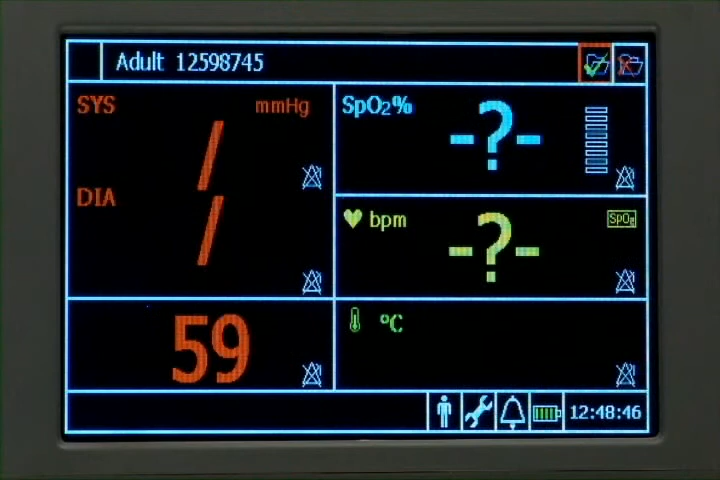 Adult 12598745
SYS mmHg
/
DIA
/
59
SpO2%
-?-
bpm SpO2
-?-
°C
12:48:46